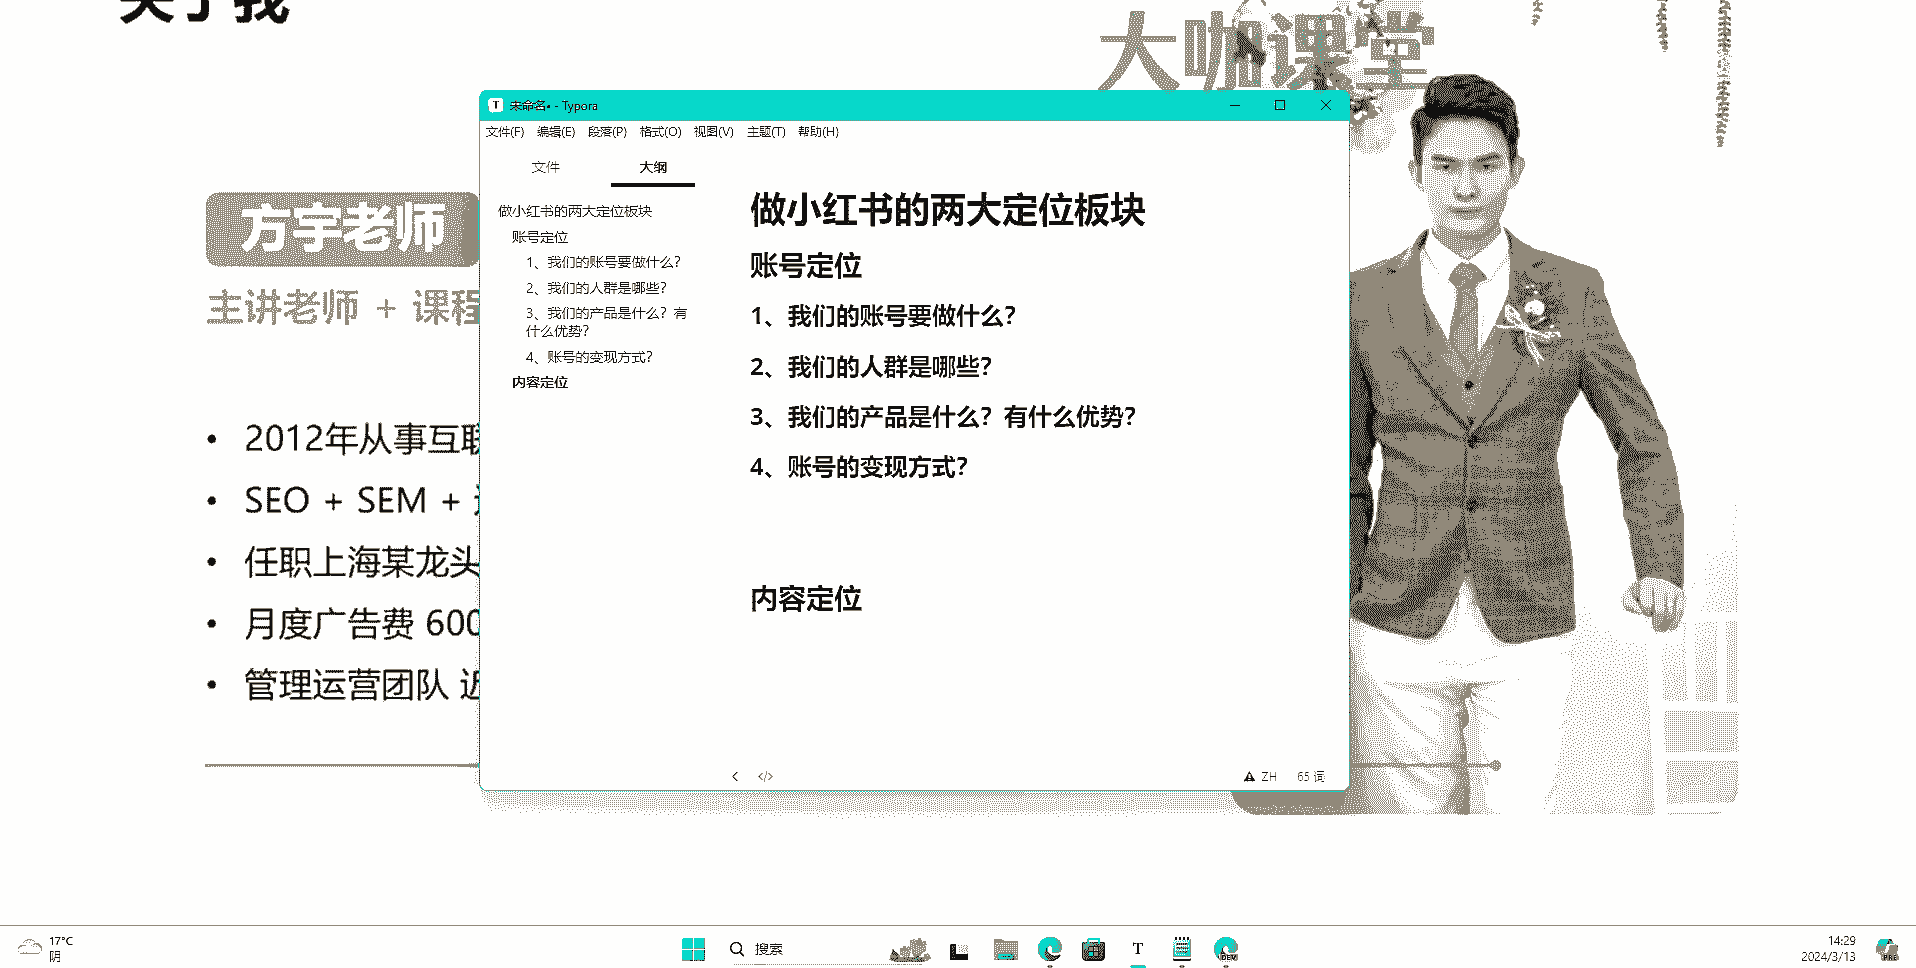 关于我
大咖课堂
未命名• - Typora
文件(F) 编辑(E) 段落(P) 格式(O) 视图(V) 主题(T) 帮助(H)
文件 大纲
做小红书的两大定位板块
账号定位
1、我们的账号要做什么？
2、我们的人群是哪些？
3、我们的产品是什么？有
什么优势？
4、账号的变现方式？
内容定位
做小红书的两大定位板块
账号定位
1、我们的账号要做什么？
2、我们的人群是哪些？
3、我们的产品是什么？有什么优势？
4、账号的变现方式？
内容定位
ZH 65 词
方宇老师
主讲老师 + 课程
• 2012年从事互联
• SEO + SEM +
• 任职上海某龙头
• 月度广告费 600
• 管理运营团队 近
17°C
阴
搜索
T
DEV
14:29
2024/3/13
PRE